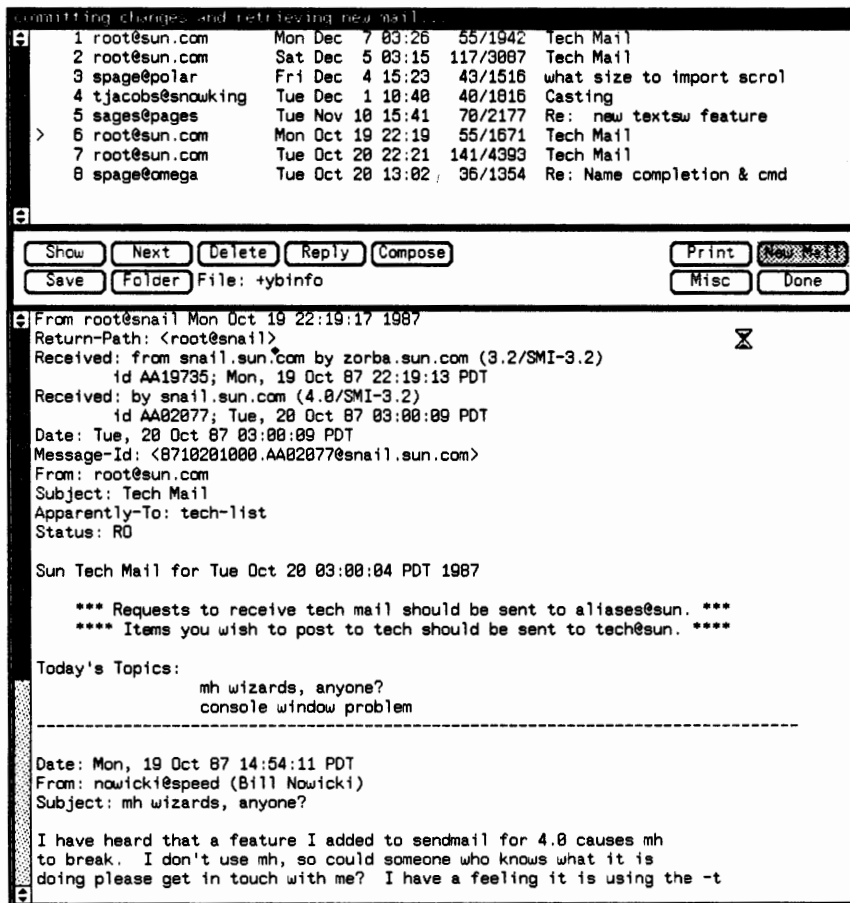 committing changes and retrieving new mail...
1 root@sun.com Mon Dec 7 03:26 55/1942 Tech Mail
2 root@sun.com Sat Dec 5 03:15 117/3087 Tech Mail
3 spage@polar Fri Dec 4 15:23 43/1516 what size to import scrol
4 tjacobs@snowking Tue Dec 1 10:40 40/1816 Casting
5 sages@pages Tue Nov 10 15:41 70/2177 Re: new textsw feature
> 6 root@sun.com Mon Oct 19 22:19 55/1671 Tech Mail
7 root@sun.com Tue Oct 20 22:21 141/4393 Tech Mail
8 spage@omega Tue Oct 20 13:02 36/1354 Re: Name completion & cmd
Show Next Delete Reply Compose Print New Mail
Save Folder File: +ybinfo Misc Done
From root@snail Mon Oct 19 22:19:17 1987
Return-Path: <root@snail>
Received: from snail.sun.com by zorba.sun.com (3.2/SMI-3.2)
id AA19735; Mon, 19 Oct 87 22:19:13 PDT
Received: by snail.sun.com (4.0/SMI-3.2)
id AA02077; Tue, 20 Oct 87 03:00:09 PDT
Date: Tue, 20 Oct 87 03:00:09 PDT
Message-Id: <8710201000.AA02077@snail.sun.com>
From: root@sun.com
Subject: Tech Mail
Apparently-To: tech-list
Status: RO
Sun Tech Mail for Tue Oct 20 03:00:04 PDT 1987
*** Requests to receive tech mail should be sent to aliases@sun. ***
**** Items you wish to post to tech should be sent to tech@sun. ****
Today's Topics:
mh wizards, anyone?
console window problem
--------------------------------------------------------------------------------
Date: Mon, 19 Oct 87 14:54:11 PDT
From: nowicki@speed (Bill Nowicki)
Subject: mh wizards, anyone?
I have heard that a feature I added to sendmail for 4.0 causes mh
to break. I don't use mh, so could someone who knows what it is
doing please get in touch with me? I have a feeling it is using the -t